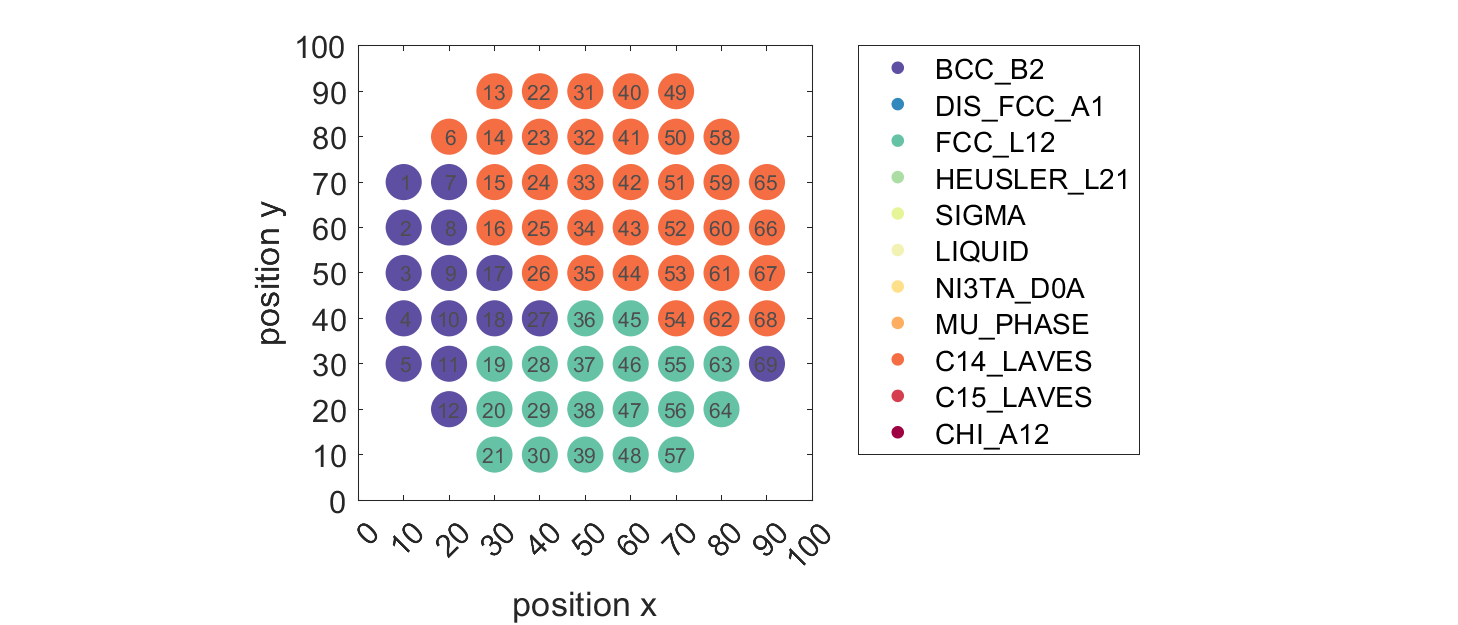 100
90
80
70
60
50
40
30
20
10
0
position y
13 22 31 40 49
6 14 23 32 41 50 58
1 7 15 24 33 42 51 59 65
2 8 16 25 34 43 52 60 66
3 9 17 26 35 44 53 61 67
4 10 18 27 36 45 54 62 68
5 11 19 28 37 46 55 63 69
12 20 29 38 47 56 64
21 30 39 48 57
0 10 20 30 40 50 60 70 80 90 100
position x
BCC_B2
DIS_FCC_A1
FCC_L12
HEUSLER_L21
SIGMA
LIQUID
NI3TA_D0A
MU_PHASE
C14_LAVES
C15_LAVES
CHI_A12